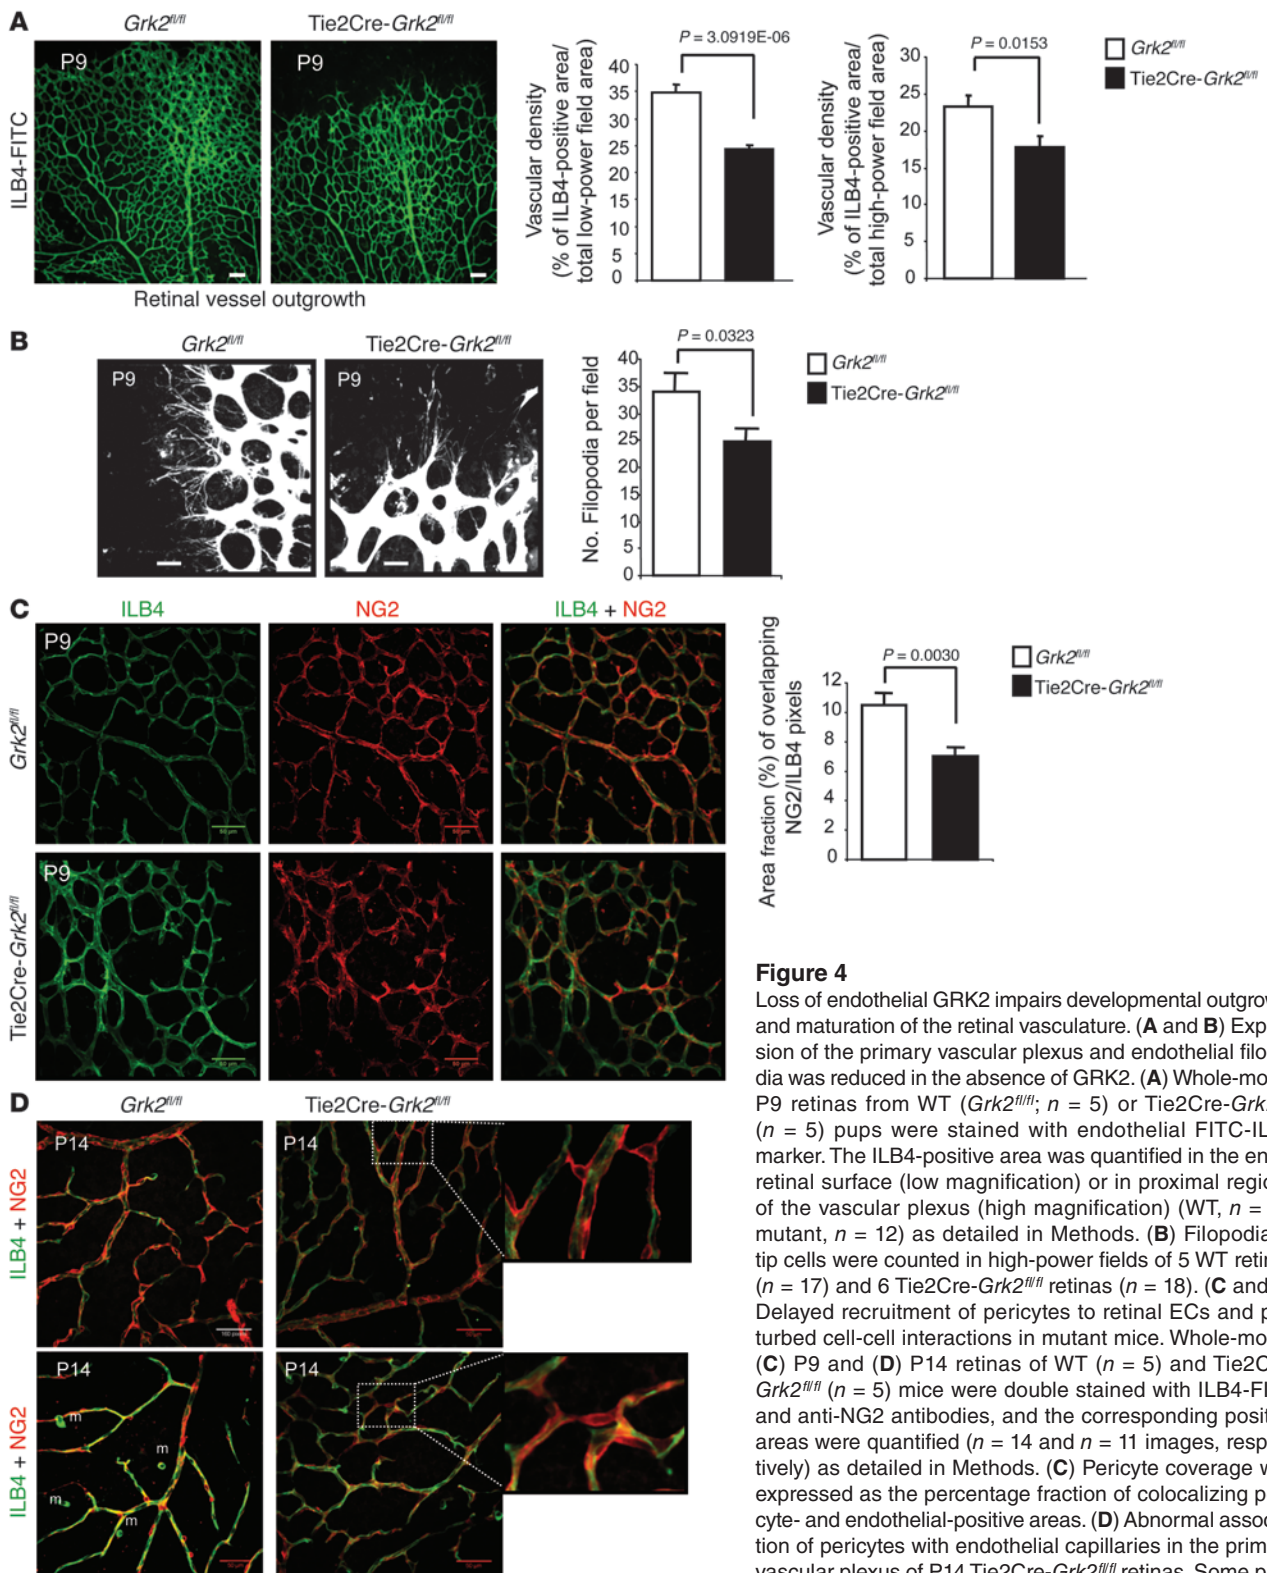 A
Grk2fl/fl
Tie2Cre-Grk2fl/fl
P9
P9
ILB4-FITC
Retinal vessel outgrowth
Vascular density
(% of ILB4-positive area/
total low-power field area)
40
35
30
25
20
15
10
5
0
P = 3.0919E-06
Vascular density
(% of ILB4-positive area/
total high-power field area)
30
25
20
15
10
5
0
P = 0.0153
Grk2fl/fl
Tie2Cre-Grk2fl/fl
B
Grk2fl/fl
Tie2Cre-Grk2fl/fl
P9
P9
No. Filopodia per field
40
35
30
25
20
15
10
5
0
P = 0.0323
Grk2fl/fl
Tie2Cre-Grk2fl/fl
C
ILB4
NG2
ILB4 + NG2
Grk2fl/fl
P9
Tie2Cre-Grk2fl/fl
P9
Area fraction (%) of overlapping
NG2/ILB4 pixels
12
10
8
6
4
2
0
P = 0.0030
Grk2fl/fl
Tie2Cre-Grk2fl/fl
D
Grk2fl/fl
Tie2Cre-Grk2fl/fl
ILB4 + NG2
P14
P14
ILB4 + NG2
P14
m
m
m
m
P14
Figure 4
Loss of endothelial GRK2 impairs developmental outgrow
and maturation of the retinal vasculature. (A and B) Expa
sion of the primary vascular plexus and endothelial filo
dia was reduced in the absence of GRK2. (A) Whole-mo
P9 retinas from WT (Grk2fl/fl; n = 5) or Tie2Cre-Grk
(n = 5) pups were stained with endothelial FITC-IL
marker. The ILB4-positive area was quantified in the en
retinal surface (low magnification) or in proximal regio
of the vascular plexus (high magnification) (WT, n =
mutant, n = 12) as detailed in Methods. (B) Filopodia
tip cells were counted in high-power fields of 5 WT retin
(n = 17) and 6 Tie2Cre-Grk2fl/fl retinas (n = 18). (C and
Delayed recruitment of pericytes to retinal ECs and p
turbed cell-cell interactions in mutant mice. Whole-mo
(C) P9 and (D) P14 retinas of WT (n = 5) and Tie2C
Grk2fl/fl (n = 5) mice were double stained with ILB4-FI
and anti-NG2 antibodies, and the corresponding posit
areas were quantified (n = 14 and n = 11 images, respe
tively) as detailed in Methods. (C) Pericyte coverage w
expressed as the percentage fraction of colocalizing p
cyte- and endothelial-positive areas. (D) Abnormal assoc
tion of pericytes with endothelial capillaries in the prim
vascular plexus of P14 Tie2Cre-Grk2fl/fl retinas. Some p